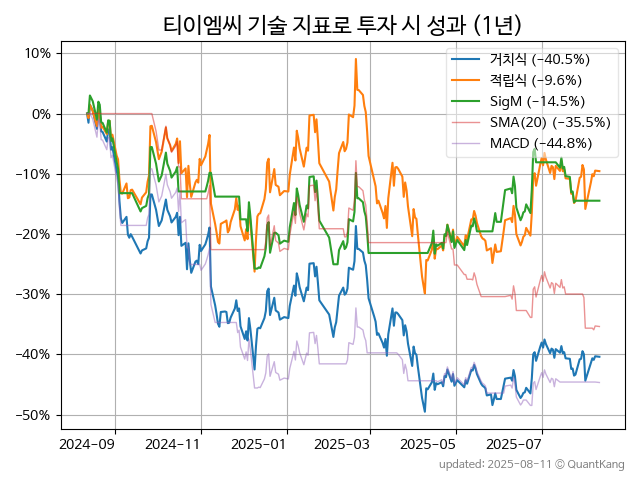 티이엠씨 기술 지표로 투자 시 성과 (1년)
10%
0%
−10%
−20%
−30%
−40%
−50%
거치식 (−40.5%)
적립식 (−9.6%)
SigM (−14.5%)
SMA(20) (−35.5%)
MACD (−44.8%)
2024-09
2024-11
2025-01
2025-03
2025-05
2025-07
updated: 2025-08-11 © QuantKang